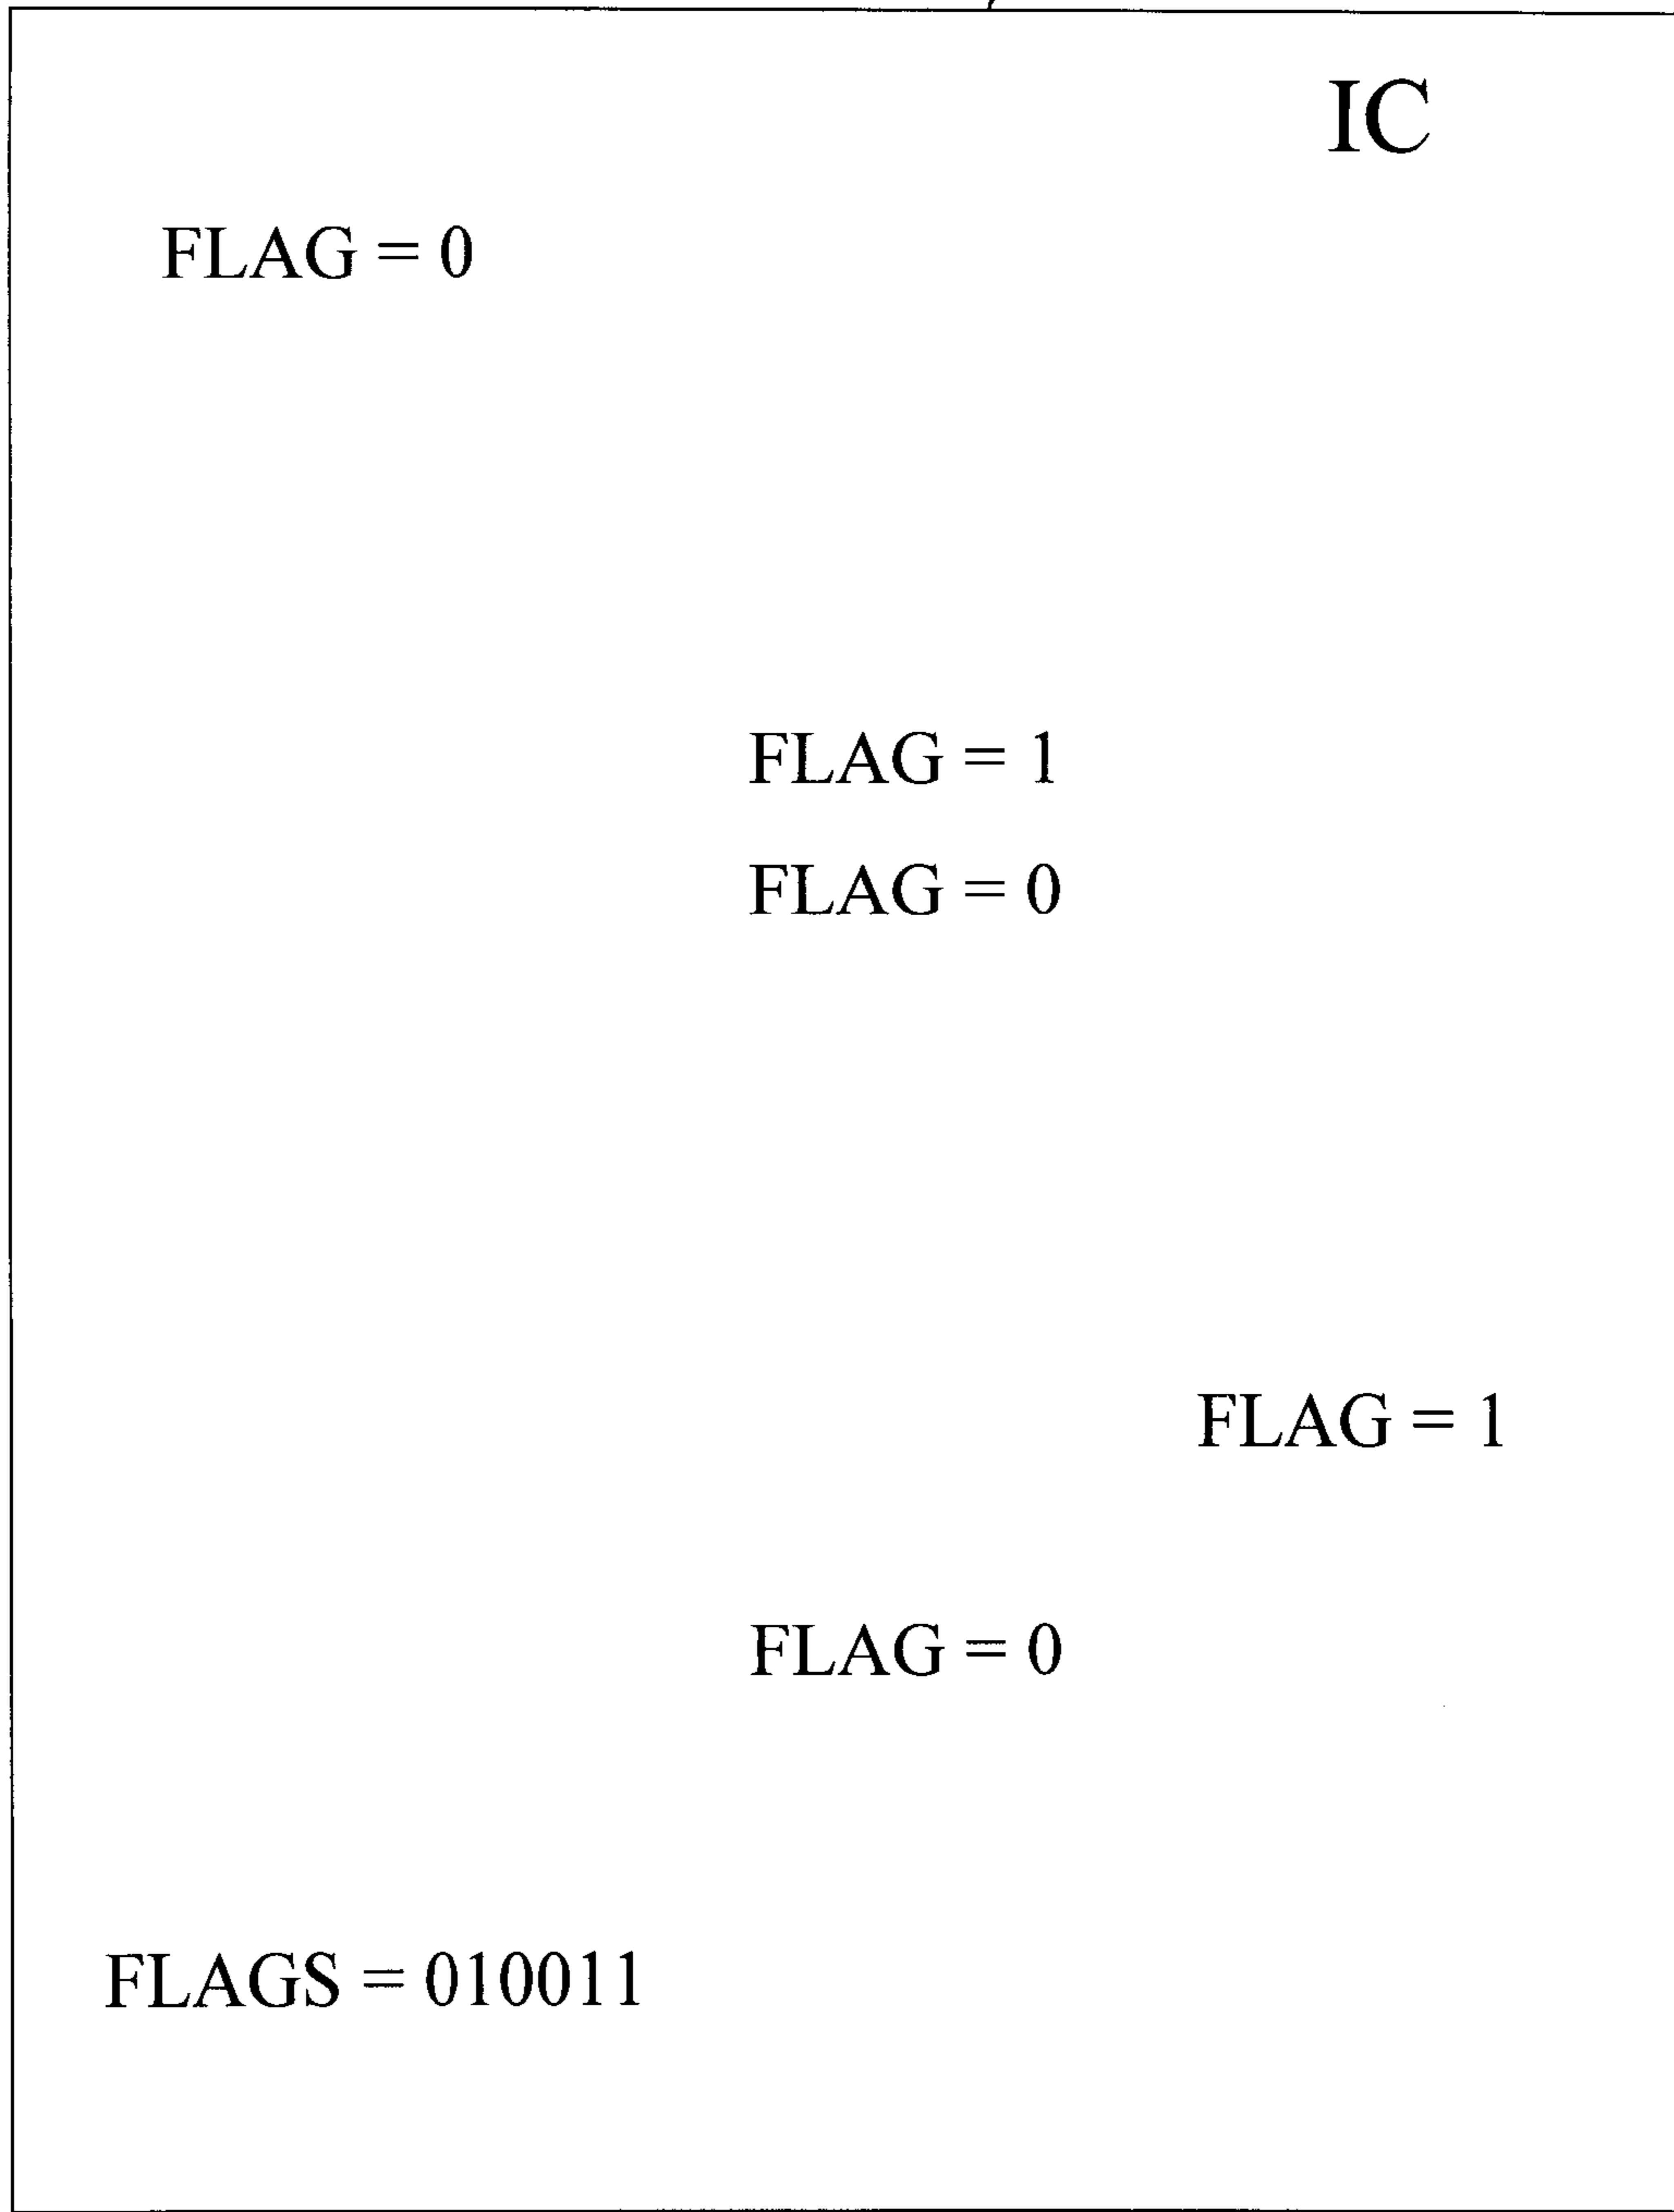 IC
FLAG = 0
FLAG = 1
FLAG = 0
FLAG = 1
FLAG = 0
FLAGS = 010011